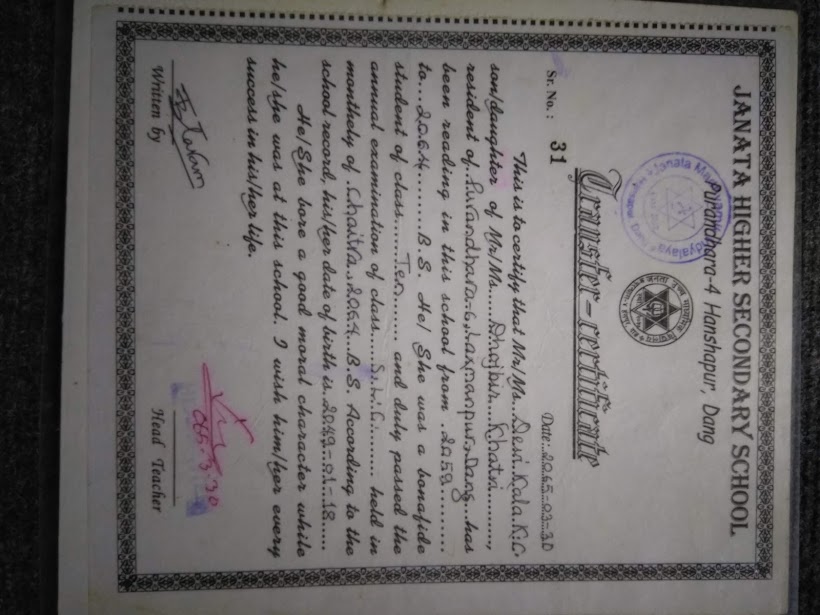 JANATA HIGHER SECONDARY SCHOOL
Purandhara-4 Hanshapur, Dang
Transfer-certificate
Sr. No. : 31 Date:..2065-03-30
This is to certify that Mr/Ms...Devi.Kala.K.C.
son/daughter of Mr/Ms.....Dhajbir...Khatri..........,
resident of..Purandhara-6, Dang...has
been reading in this school from .2059.........
to...2064..........B.S. He/ She was a bonafide
student of class........Ten....... and duly passed the
annual examination of class....S.L.C........ held in
monthely of .Chaitra..2064..B.S. According to the
school record, his/her date of birth is.2049-01-18.....
He/She bore a good moral character while
he/she was at this school. I wish him/her every
success in his/her life.
065.3.30
Written by Head Teacher